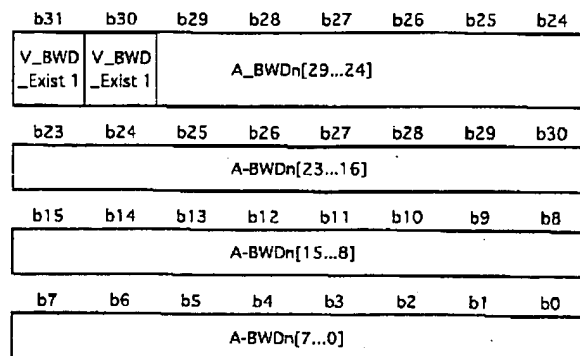 b31 b30 b29 b28 b27 b26 b25 b24
V_BWD V_BWD
_Exist 1 _Exist 1
A_BWDn[29...24]
b23 b24 b25 b26 b27 b28 b29 b30
A-BWDn[23...16]
b15 b14 b13 b12 b11 b10 b9 b8
A-BWDn[15...8]
b7 b6 b5 b4 b3 b2 b1 b0
A-BWDn[7...0]